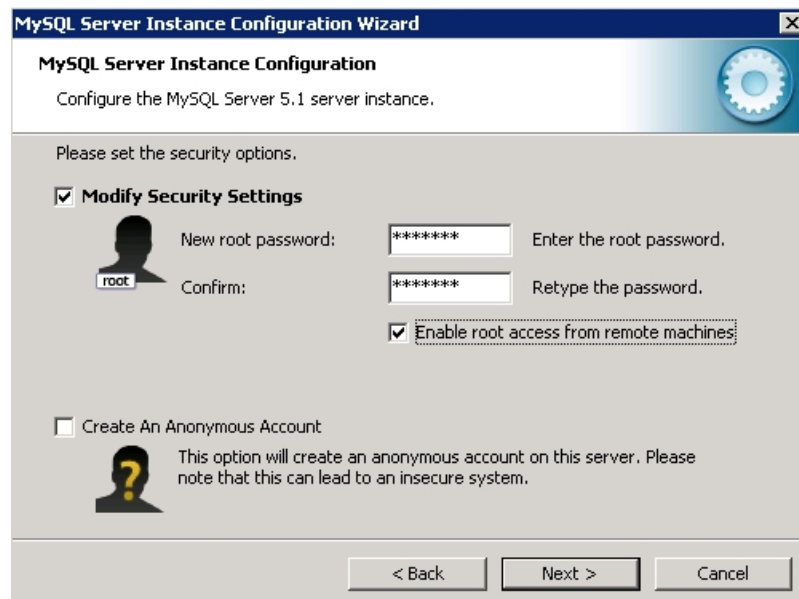 MySQL Server Instance Configuration Wizard
MySQL Server Instance Configuration
Configure the MySQL Server 5.1 server instance.
Please set the security options.
Modify Security Settings
New root password: ******* Enter the root password.
root
Confirm: ******* Retype the password.
Enable root access from remote machines
Create An Anonymous Account
This option will create an anonymous account on this server. Please
note that this can lead to an insecure system.
< Back Next > Cancel